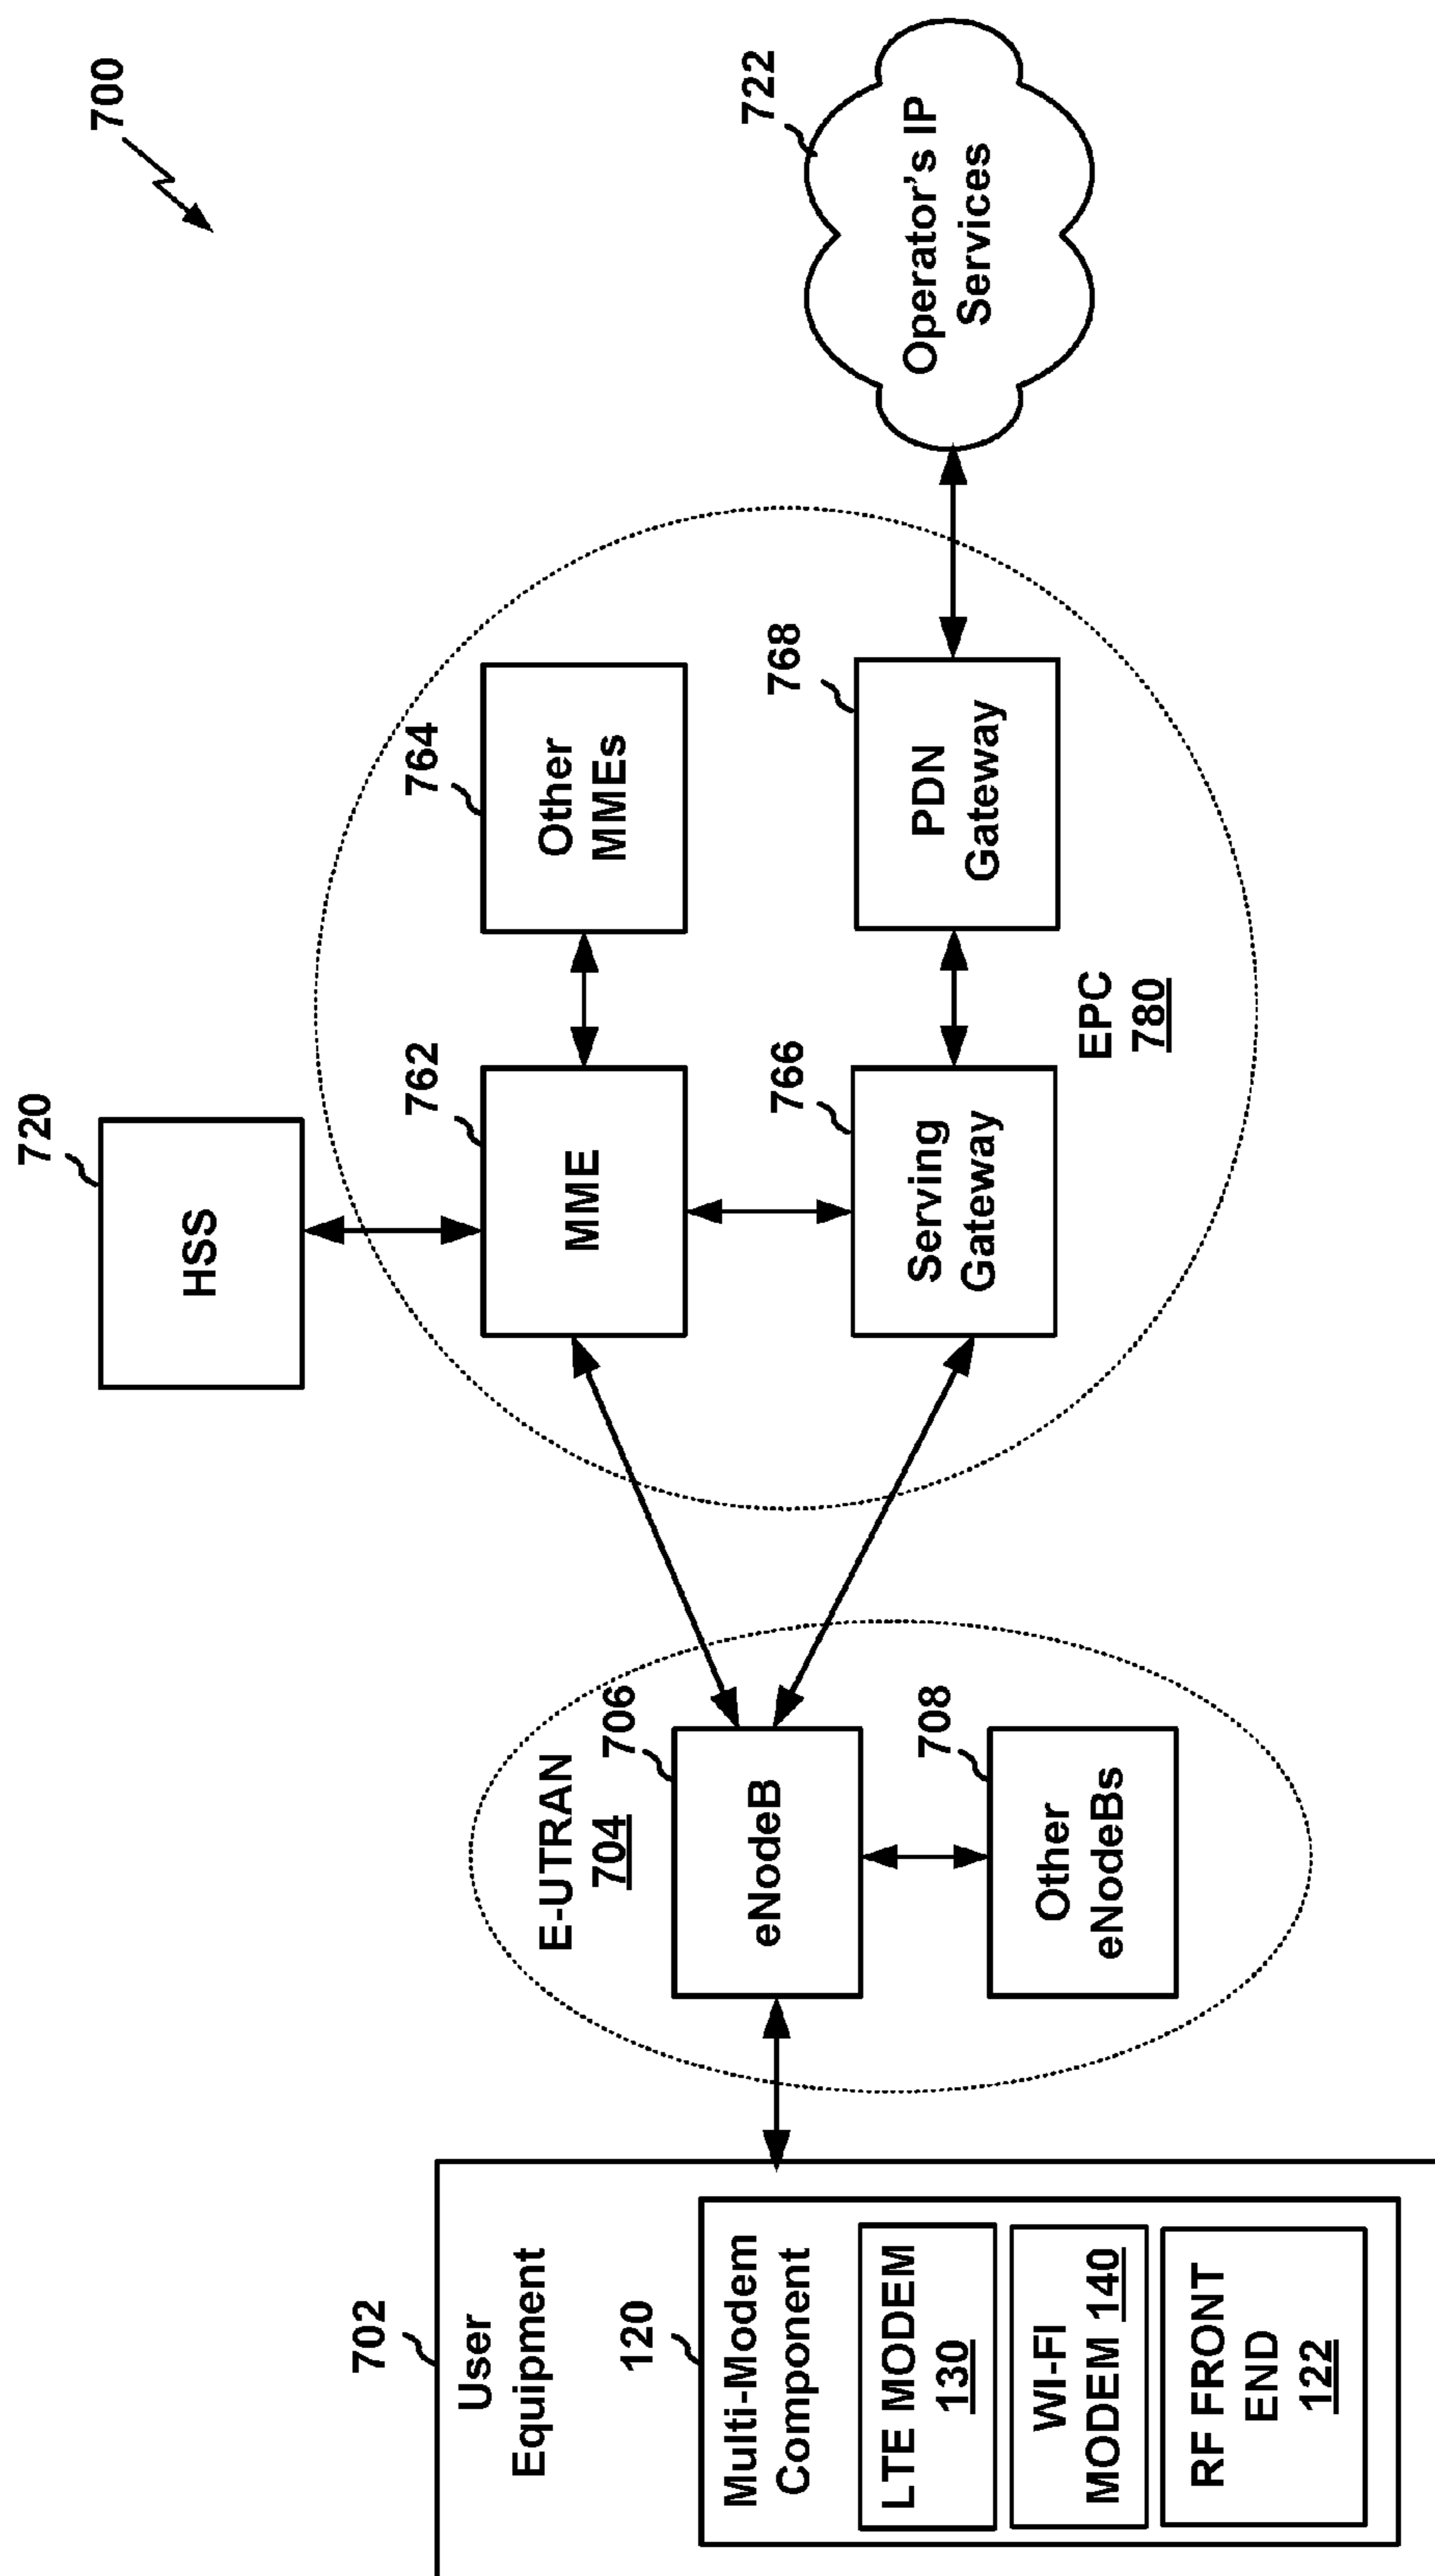 700
720
HSS
702
User
Equipment
120
Multi-Modem
Component
LTE MODEM
130
WI-FI
MODEM 140
RF FRONT
END
122
E-UTRAN
704
706
eNodeB
708
Other
eNodeBs
762
MME
764
Other
MMEs
766
Serving
Gateway
768
PDN
Gateway
EPC
780
722
Operator's IP
Services